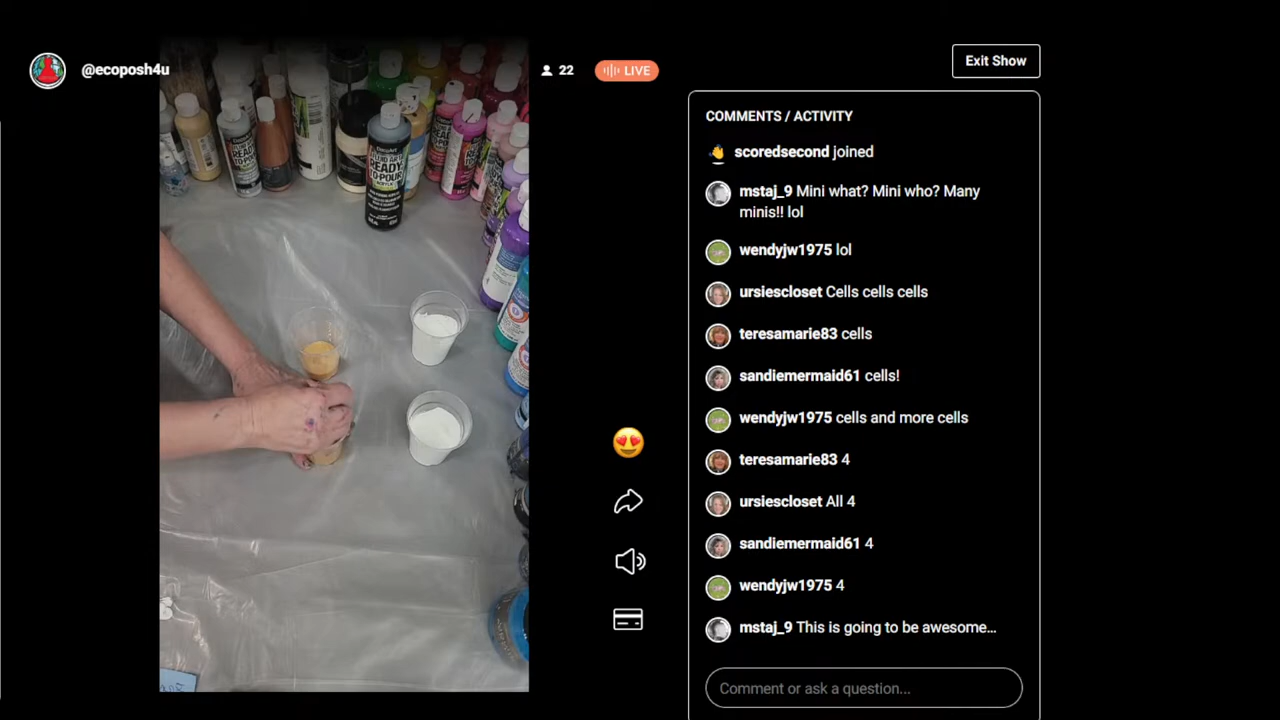 @ecoposh4u
22
LIVE
Exit Show
COMMENTS / ACTIVITY
scoredsecond joined
mstaj_9 Mini what? Mini who? Many
minis!! lol
wendyjw1975 lol
ursiescloset Cells cells cells
teresamarie83 cells
sandiemermaid61 cells!
wendyjw1975 cells and more cells
teresamarie83 4
ursiescloset All 4
sandiemermaid61 4
wendyjw1975 4
mstaj_9 This is going to be awesome…
Comment or ask a question...
DecoArt
FLUID ART
READY
TO POUR
ACRYLIC